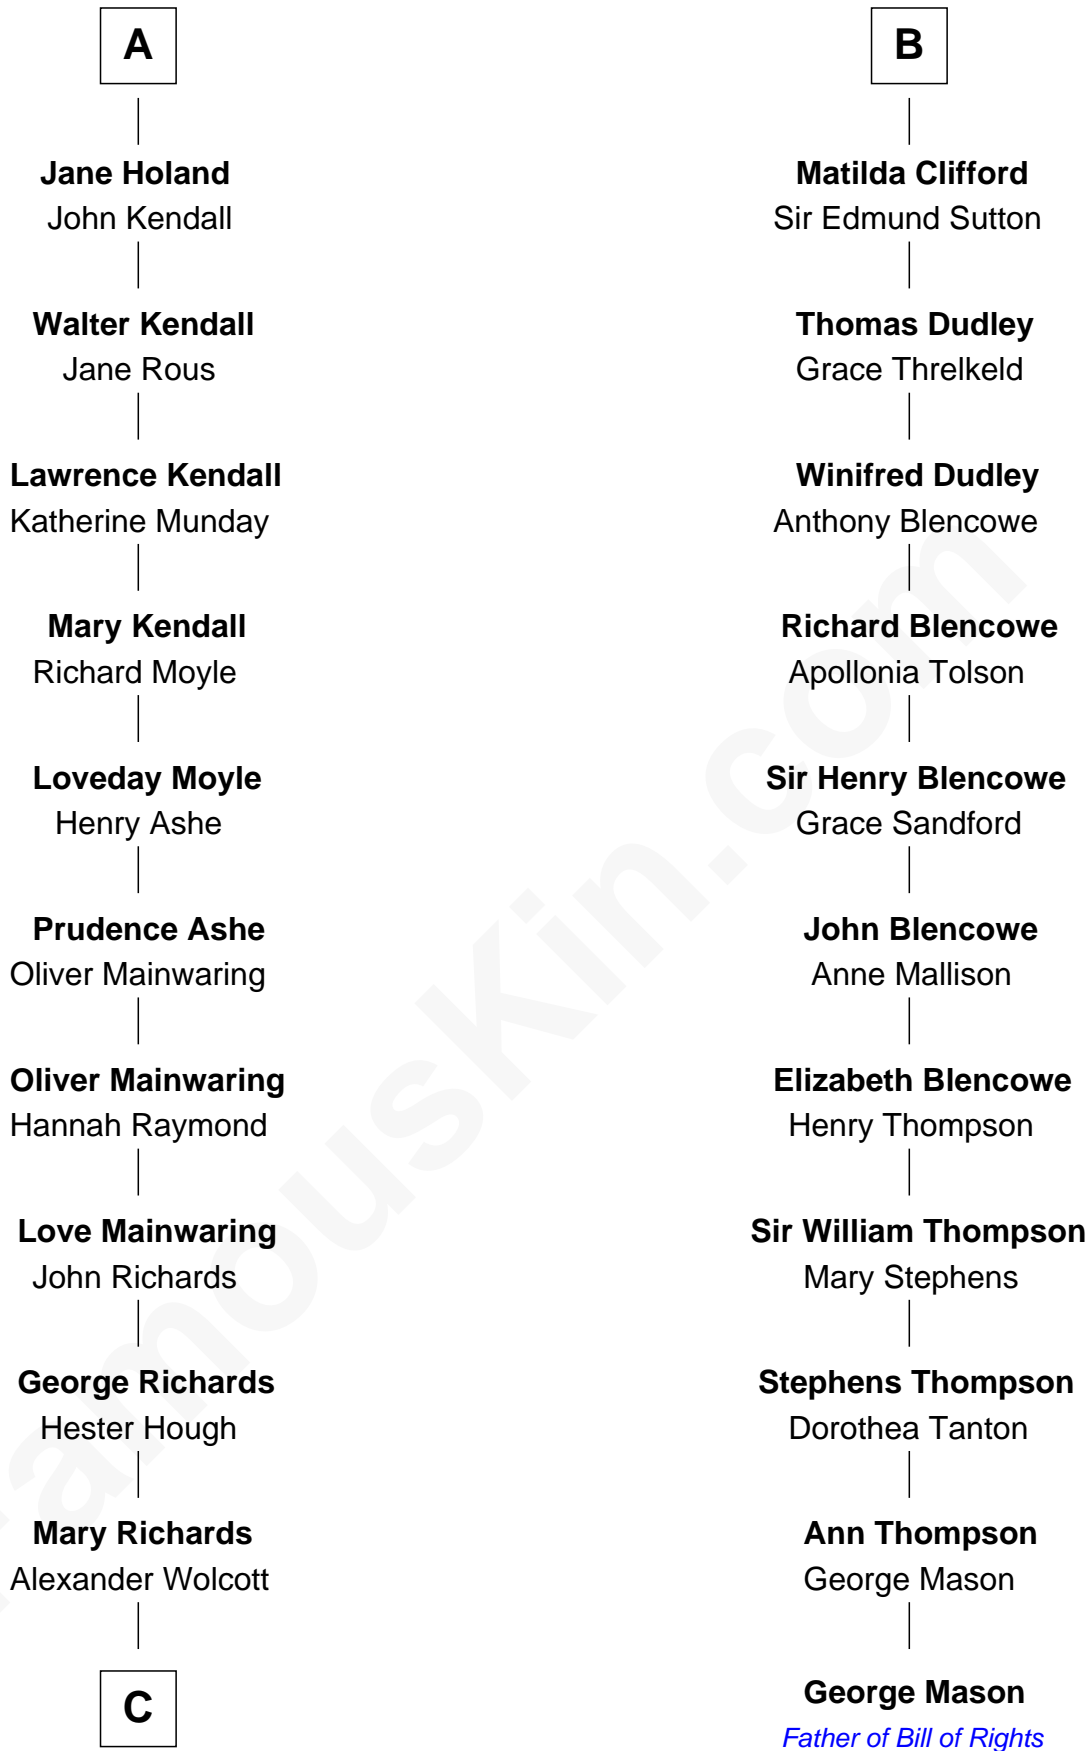 A
Jane Holand
John Kendall
Walter Kendall
Jane Rous
Lawrence Kendall
Katherine Munday
Mary Kendall
Richard Moyle
Loveday Moyle
Henry Ashe
Prudence Ashe
Oliver Mainwaring
Oliver Mainwaring
Hannah Raymond
Love Mainwaring
John Richards
George Richards
Hester Hough
Mary Richards
Alexander Wolcott
C
B
Matilda Clifford
Sir Edmund Sutton
Thomas Dudley
Grace Threlkeld
Winifred Dudley
Anthony Blencowe
Richard Blencowe
Apollonia Tolson
Sir Henry Blencowe
Grace Sandford
John Blencowe
Anne Mallison
Elizabeth Blencowe
Henry Thompson
Sir William Thompson
Mary Stephens
Stephens Thompson
Dorothea Tanton
Ann Thompson
George Mason
George Mason
Father of Bill of Rights
FamousKin.com